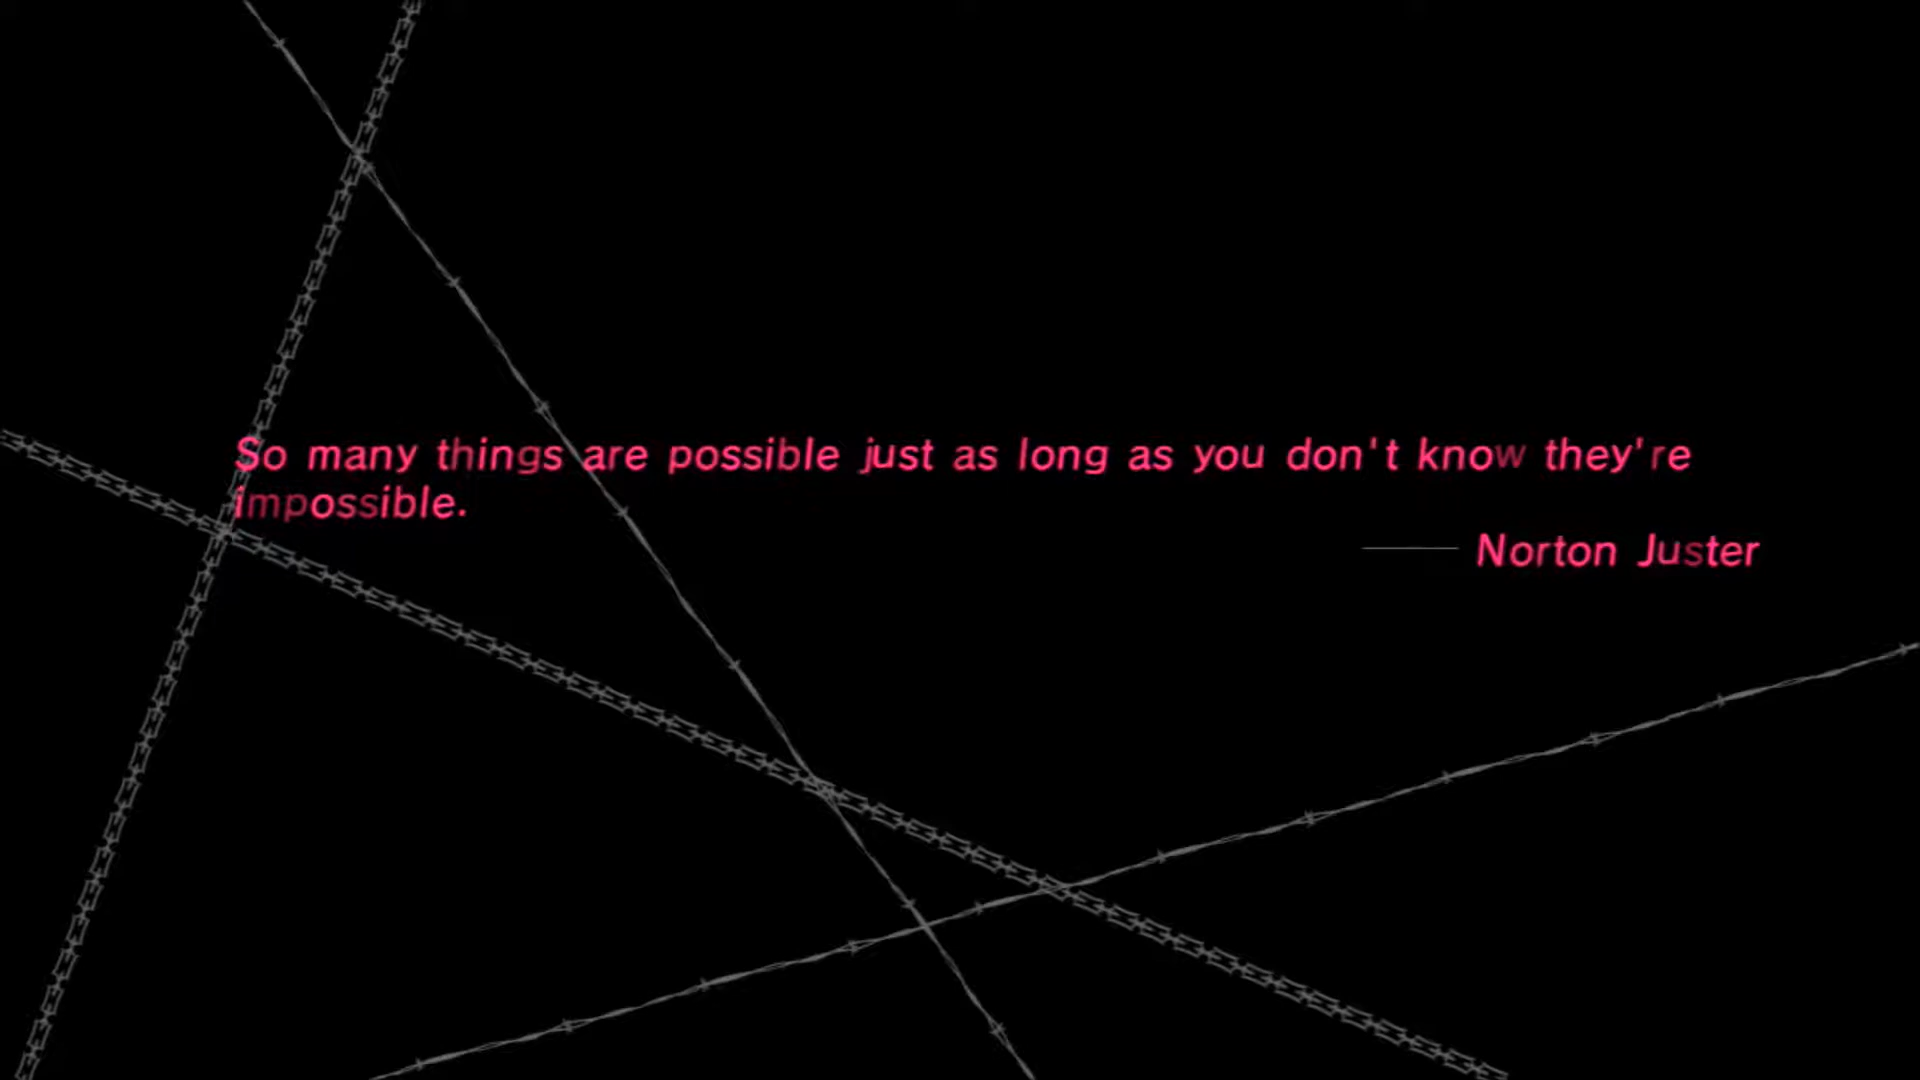 So many things are possible just as long as you don't know they're
impossible.
Norton Juster